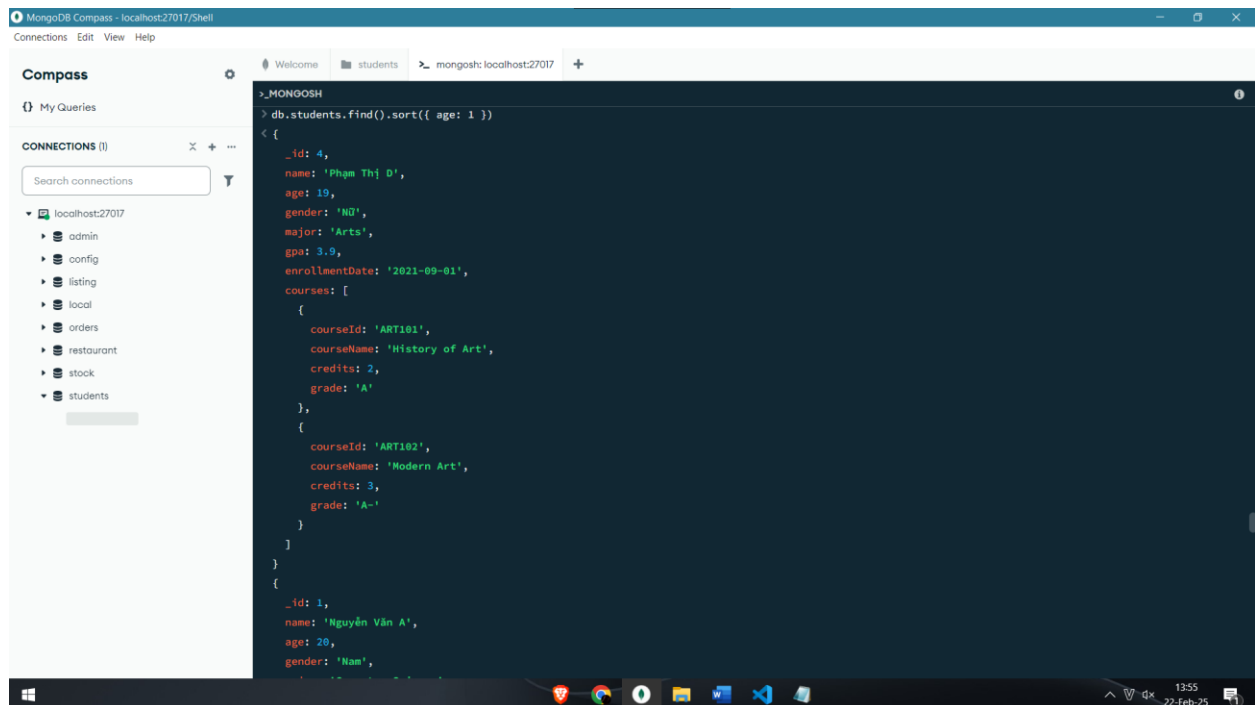 MongoDB Compass - localhost:27017/Shell
Connections Edit View Help
Compass
{} My Queries
CONNECTIONS (1)
Search connections
localhost:27017
admin
config
listing
local
orders
restaurant
stock
students
Welcome
students
>_ mongosh: localhost:27017
>_MONGOSH
> db.students.find().sort({ age: 1 })
< {
_id: 4,
name: 'Phạm Thị D',
age: 19,
gender: 'Nữ',
major: 'Arts',
gpa: 3.9,
enrollmentDate: '2021-09-01',
courses: [
{
courseId: 'ART101',
courseName: 'History of Art',
credits: 2,
grade: 'A'
},
{
courseId: 'ART102',
courseName: 'Modern Art',
credits: 3,
grade: 'A-'
}
]
}
{
_id: 1,
name: 'Nguyễn Văn A',
age: 20,
gender: 'Nam',
13:55
22-Feb-25